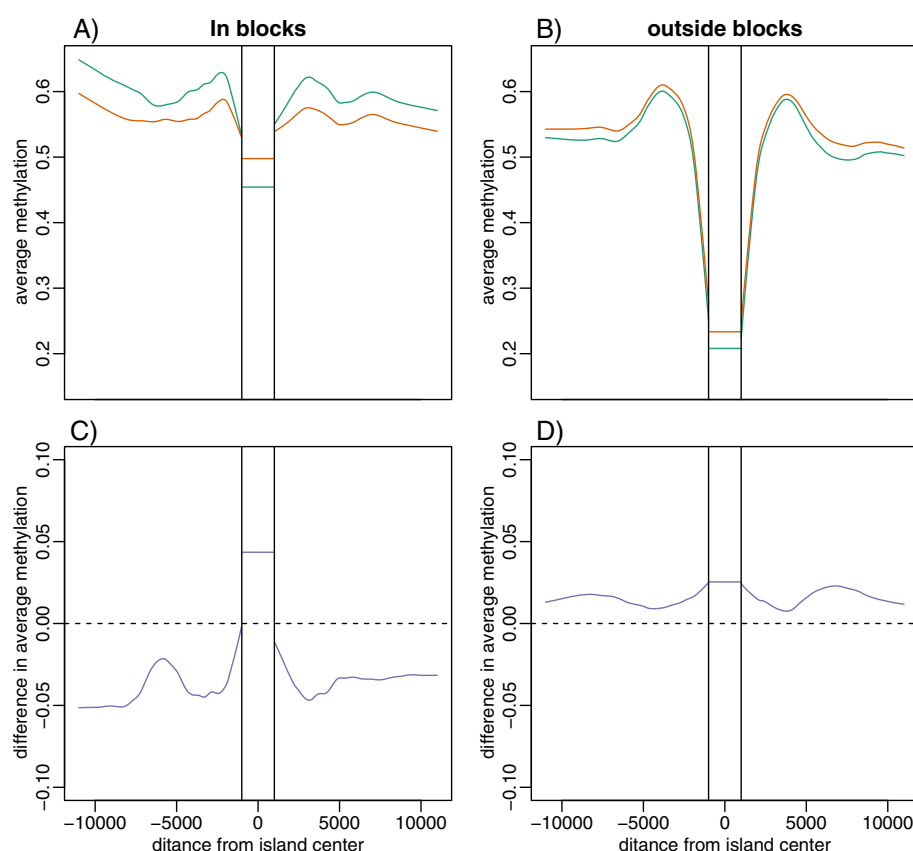 A) In blocks
B) outside blocks
average methylation
0.6
0.5
0.4
0.3
0.2
average methylation
0.6
0.5
0.4
0.3
0.2
C)
D)
difference in average methylation
0.10
0.05
0.00
−0.05
−0.10
−10000 −5000 0 5000 10000
ditance from island center
difference in average methylation
0.10
0.05
0.00
−0.05
−0.10
−10000 −5000 0 5000 10000
ditance from island center